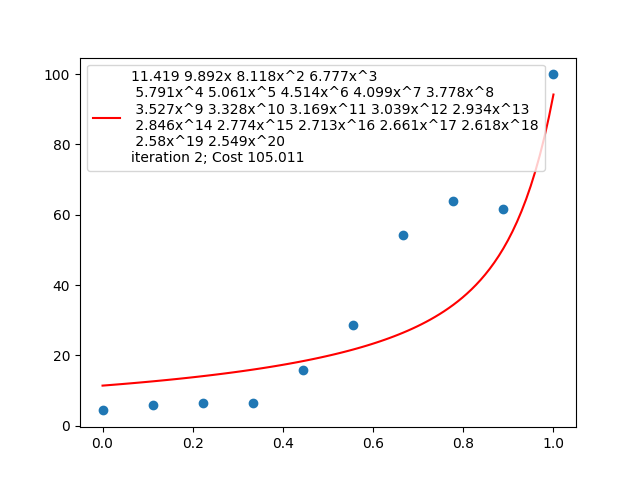 11.419 9.892x 8.118x^2 6.777x^3
5.791x^4 5.061x^5 4.514x^6 4.099x^7 3.778x^8
3.527x^9 3.328x^10 3.169x^11 3.039x^12 2.934x^13
2.846x^14 2.774x^15 2.713x^16 2.661x^17 2.618x^18
2.58x^19 2.549x^20
iteration 2; Cost 105.011
100
80
60
40
20
0
0.0 0.2 0.4 0.6 0.8 1.0